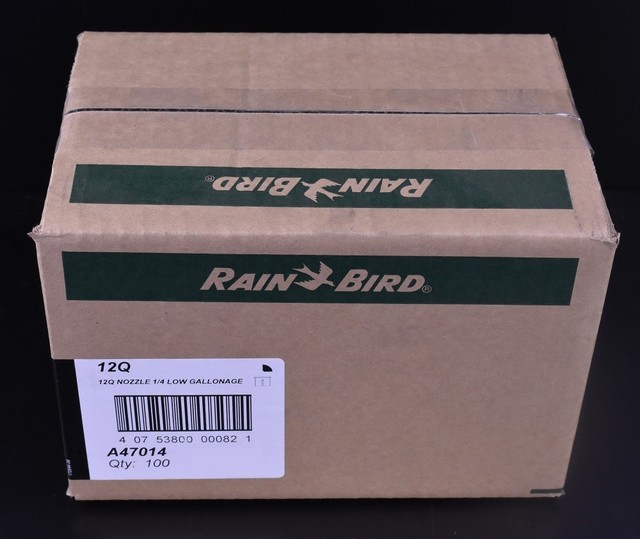 RAIN BIRD®
RAIN BIRD®
12Q
12Q NOZZLE 1/4 LOW GALLONAGE
4 07 53800 00082 1
A47014
Qty: 100